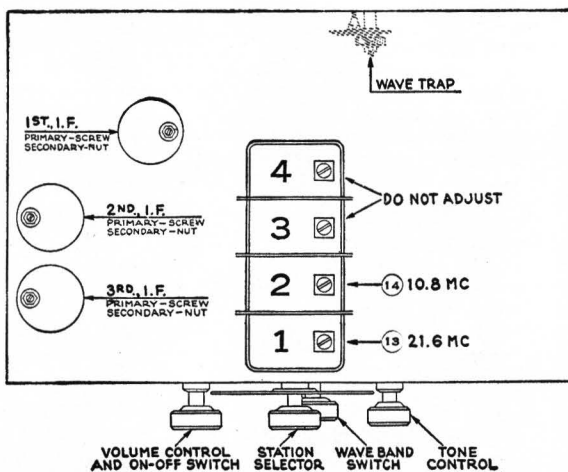 WAVE TRAP
1ST., I.F.
PRIMARY-SCREW
SECONDARY-NUT
4
DO NOT ADJUST
2ND., I.F.
PRIMARY-SCREW
SECONDARY-NUT
3
3RD., I.F.
PRIMARY-SCREW
SECONDARY-NUT
2
14 10.8 MC
1
13 21.6 MC
VOLUME CONTROL
AND ON-OFF SWITCH
STATION
SELECTOR
WAVE BAND
SWITCH
TONE
CONTROL